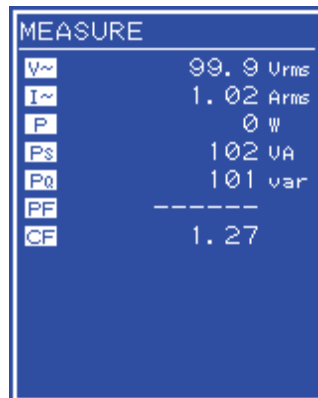 MEASURE
V~ 99.9 Vrms
I~ 1.02 Arms
P 0 W
PS 102 VA
PQ 101 var
PF ------
CF 1.27